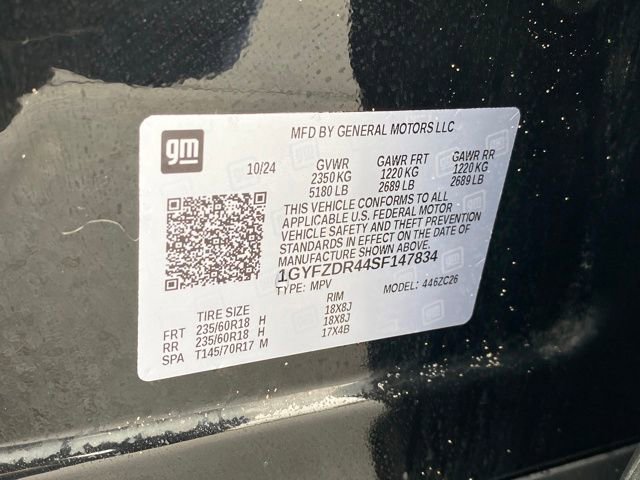 gm
MFD BY GENERAL MOTORS LLC
10/24 GVWR GAWR FRT GAWR RR
2350 KG 1220 KG 1220 KG
5180 LB 2689 LB 2689 LB
THIS VEHICLE CONFORMS TO ALL
APPLICABLE U.S. FEDERAL MOTOR
VEHICLE SAFETY AND THEFT PREVENTION
STANDARDS IN EFFECT ON THE DATE OF
MANUFACTURE SHOWN ABOVE.
1GYFZDR44SF147834
TYPE: MPV MODEL: 446ZC26
TIRE SIZE RIM
FRT 235/60R18 H 18X8J
RR 235/60R18 H 18X8J
SPA T145/70R17 M 17X4B